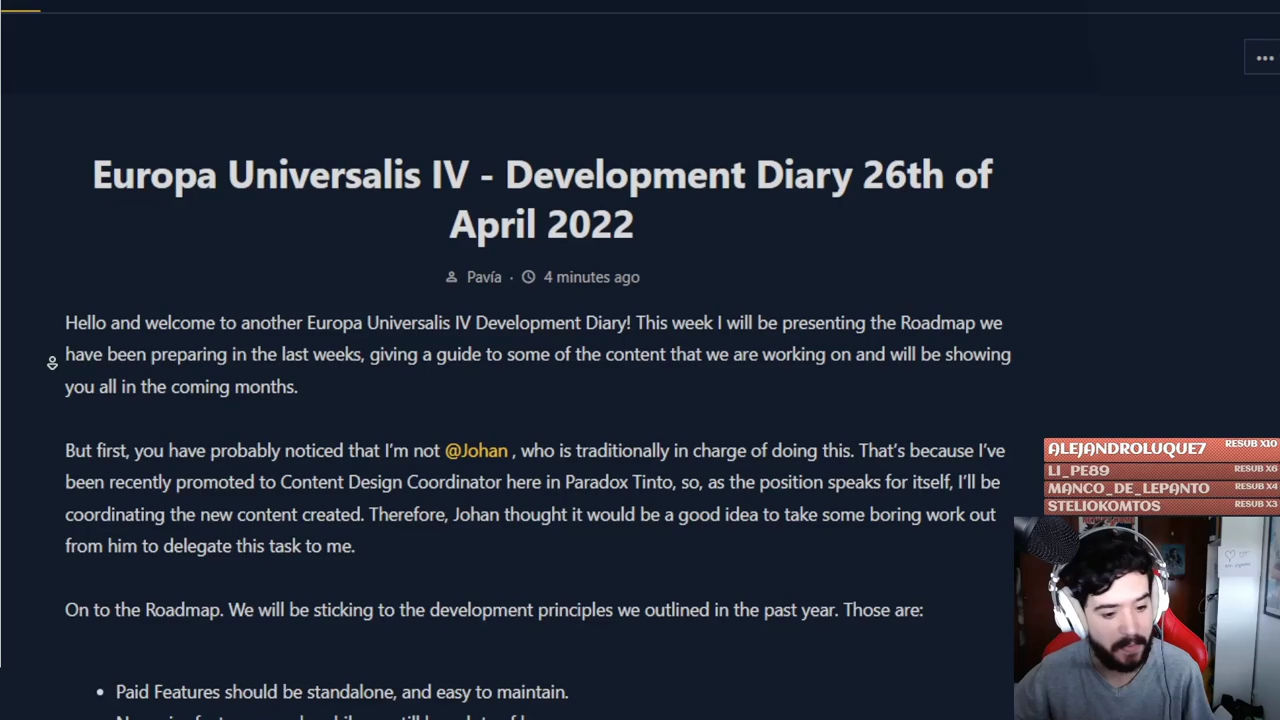 Europa Universalis IV - Development Diary 26th of
April 2022
Pavía · 4 minutes ago
Hello and welcome to another Europa Universalis IV Development Diary! This week I will be presenting the Roadmap we
have been preparing in the last weeks, giving a guide to some of the content that we are working on and will be showing
you all in the coming months.
But first, you have probably noticed that I'm not @Johan , who is traditionally in charge of doing this. That's because I've
been recently promoted to Content Design Coordinator here in Paradox Tinto, so, as the position speaks for itself, I'll be
coordinating the new content created. Therefore, Johan thought it would be a good idea to take some boring work out
from him to delegate this task to me.
On to the Roadmap. We will be sticking to the development principles we outlined in the past year. Those are:
• Paid Features should be standalone, and easy to maintain.
ALEJANDROLUQUE7 RESUB X10
LI_PE89 RESUB X6
MANCO_DE_LEPANTO RESUB X4
STELIOKOMTOS RESUB X3